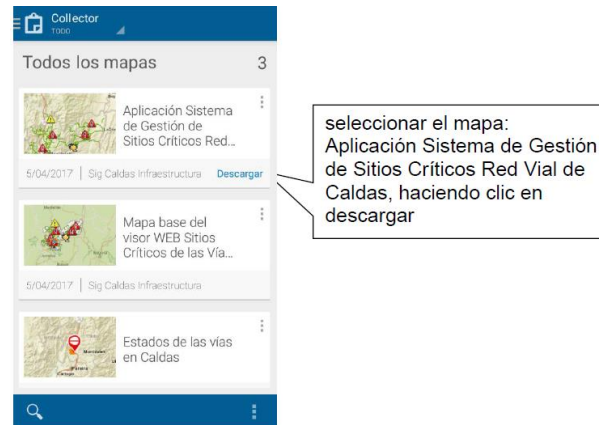 Collector
TODO
Todos los mapas 3
Aplicación Sistema
de Gestión de
Sitios Críticos Red...
5/04/2017 | Sig Caldas Infraestructura Descargar
Mapa base del
visor WEB Sitios
Críticos de las Vía...
5/04/2017 | Sig Caldas Infraestructura
Estados de las vías
en Caldas
seleccionar el mapa:
Aplicación Sistema de Gestión
de Sitios Críticos Red Vial de
Caldas, haciendo clic en
descargar